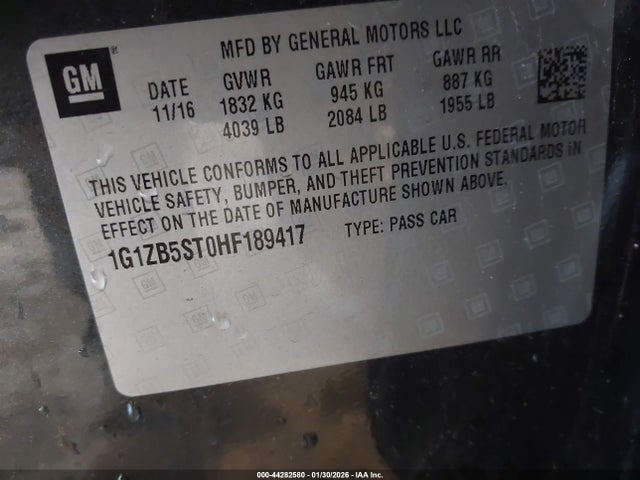 GM
MFD BY GENERAL MOTORS LLC
DATE GVWR GAWR FRT GAWR RR
11/16 1832 KG 945 KG 887 KG
4039 LB 2084 LB 1955 LB
THIS VEHICLE CONFORMS TO ALL APPLICABLE U.S. FEDERAL MOTOR
VEHICLE SAFETY, BUMPER, AND THEFT PREVENTION STANDARDS IN
EFFECT ON THE DATE OF MANUFACTURE SHOWN ABOVE.
1G1ZB5ST0HF189417 TYPE: PASS CAR
000-44282580 - 01/30/2026 - IAA Inc.